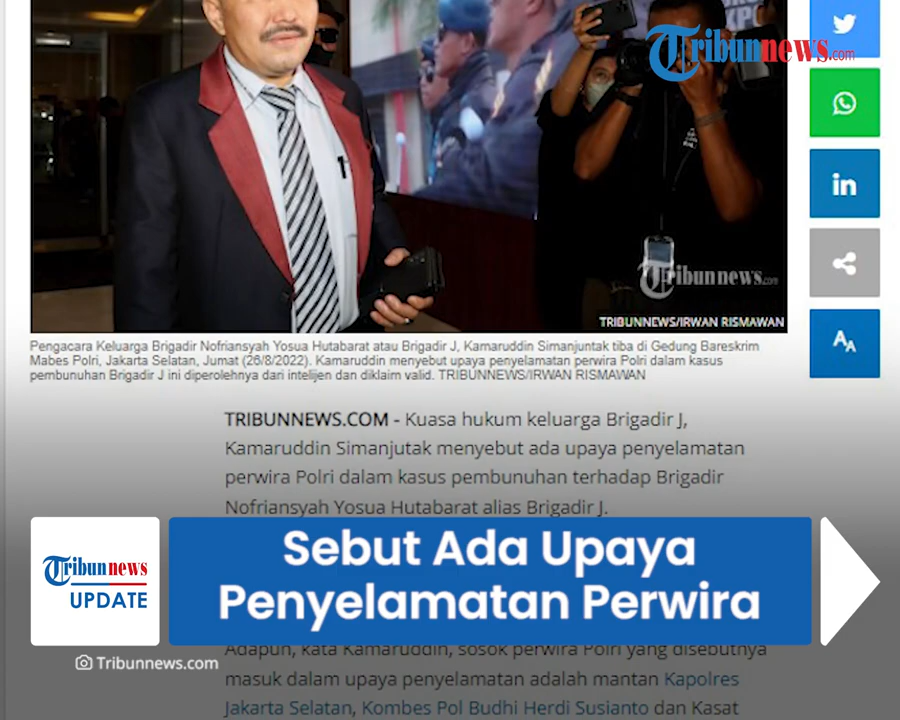 Tribunnews.com
Tribunnews.com
TRIBUNNEWS/IRWAN RISMAWAN
Pengacara Keluarga Brigadir Nofriansyah Yosua Hutabarat atau Brigadir J, Kamaruddin Simanjuntak tiba di Gedung Bareskrim
Mabes Polri, Jakarta Selatan, Jumat (26/8/2022). Kamaruddin menyebut upaya penyelamatan perwira Polri dalam kasus
pembunuhan Brigadir J ini diperolehnya dari intelijen dan diklaim valid. TRIBUNNEWS/IRWAN RISMAWAN
TRIBUNNEWS.COM - Kuasa hukum keluarga Brigadir J,
Kamaruddin Simanjutak menyebut ada upaya penyelamatan
perwira Polri dalam kasus pembunuhan terhadap Brigadir
Nofriansyah Yosua Hutabarat alias Brigadir J.
Tribunnews
UPDATE
Sebut Ada Upaya
Penyelamatan Perwira
Adapun, kata Kamaruddin, sosok perwira Polri yang disebutnya
Tribunnews.com
masuk dalam upaya penyelamatan adalah mantan Kapolres
Jakarta Selatan, Kombes Pol Budhi Herdi Susianto dan Kasat